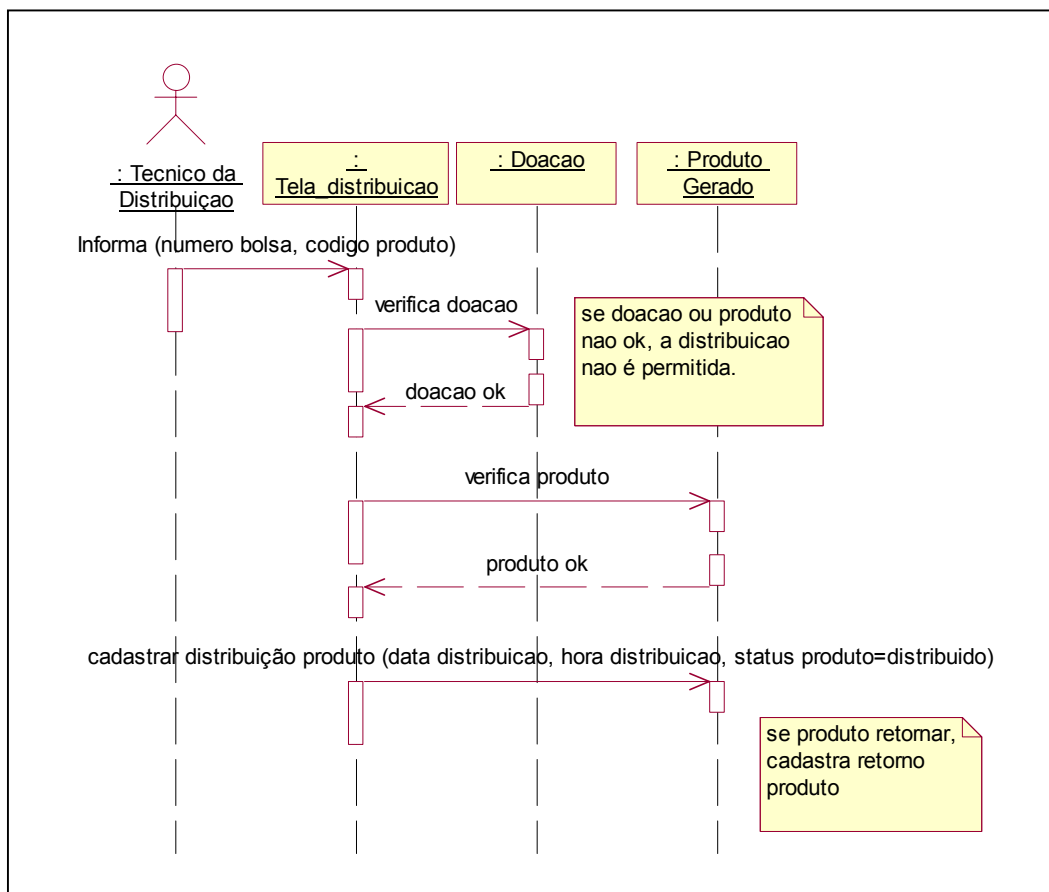 : Tecnico da
Distribuiçao
:
Tela_distribuicao
: Doacao
: Produto
Gerado
Informa (numero bolsa, codigo produto)
verifica doacao
se doacao ou produto
nao ok, a distribuicao
nao é permitida.
doacao ok
verifica produto
produto ok
cadastrar distribuição produto (data distribuicao, hora distribuicao, status produto=distribuido)
se produto retornar,
cadastra retorno
produto